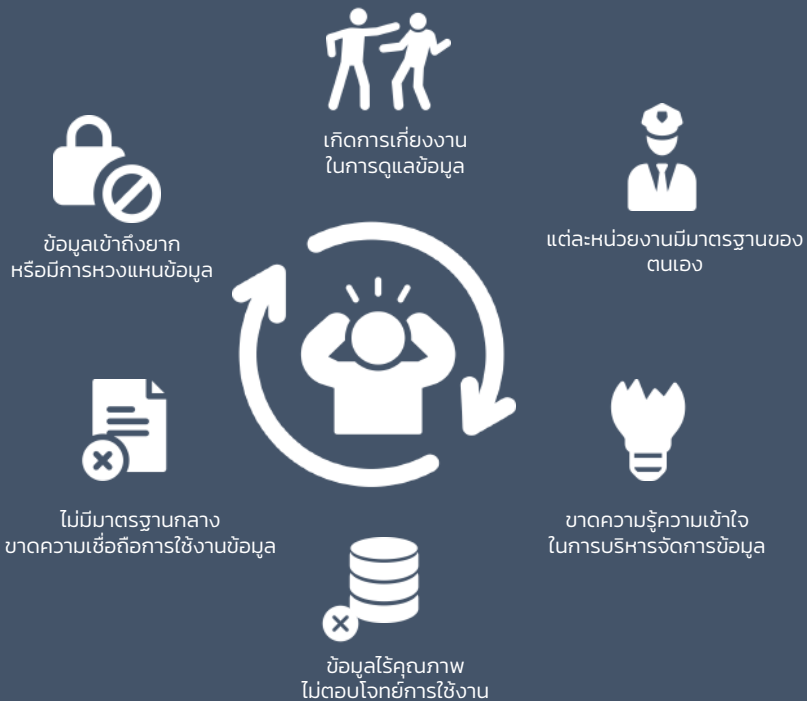 เกิดการเกี่ยงงาน
ในการดูแลข้อมูล
แต่ละหน่วยงานมีมาตรฐานของ
ตนเอง
ข้อมูลเข้าถึงยาก
หรือมีการหวงแหนข้อมูล
ไม่มีมาตรฐานกลาง
ขาดความเชื่อถือการใช้งานข้อมูล
ขาดความรู้ความเข้าใจ
ในการบริหารจัดการข้อมูล
ข้อมูลไร้คุณภาพ
ไม่ตอบโจทย์การใช้งาน